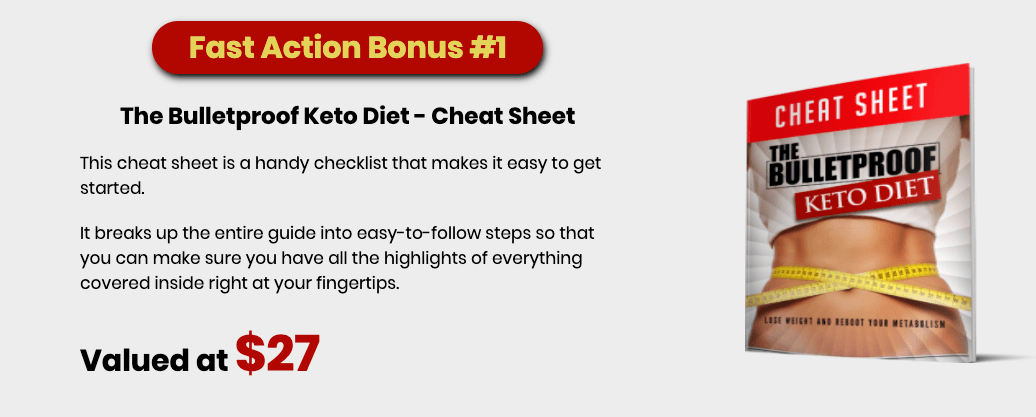 Fast Action Bonus #1
The Bulletproof Keto Diet - Cheat Sheet
This cheat sheet is a handy checklist that makes it easy to get
started.
It breaks up the entire guide into easy-to-follow steps so that
you can make sure you have all the highlights of everything
covered inside right at your fingertips.
Valued at $27
CHEAT SHEET
THE
BULLETPROOF
KETO DIET
LOSE WEIGHT AND REBOOT YOUR METABOLISM